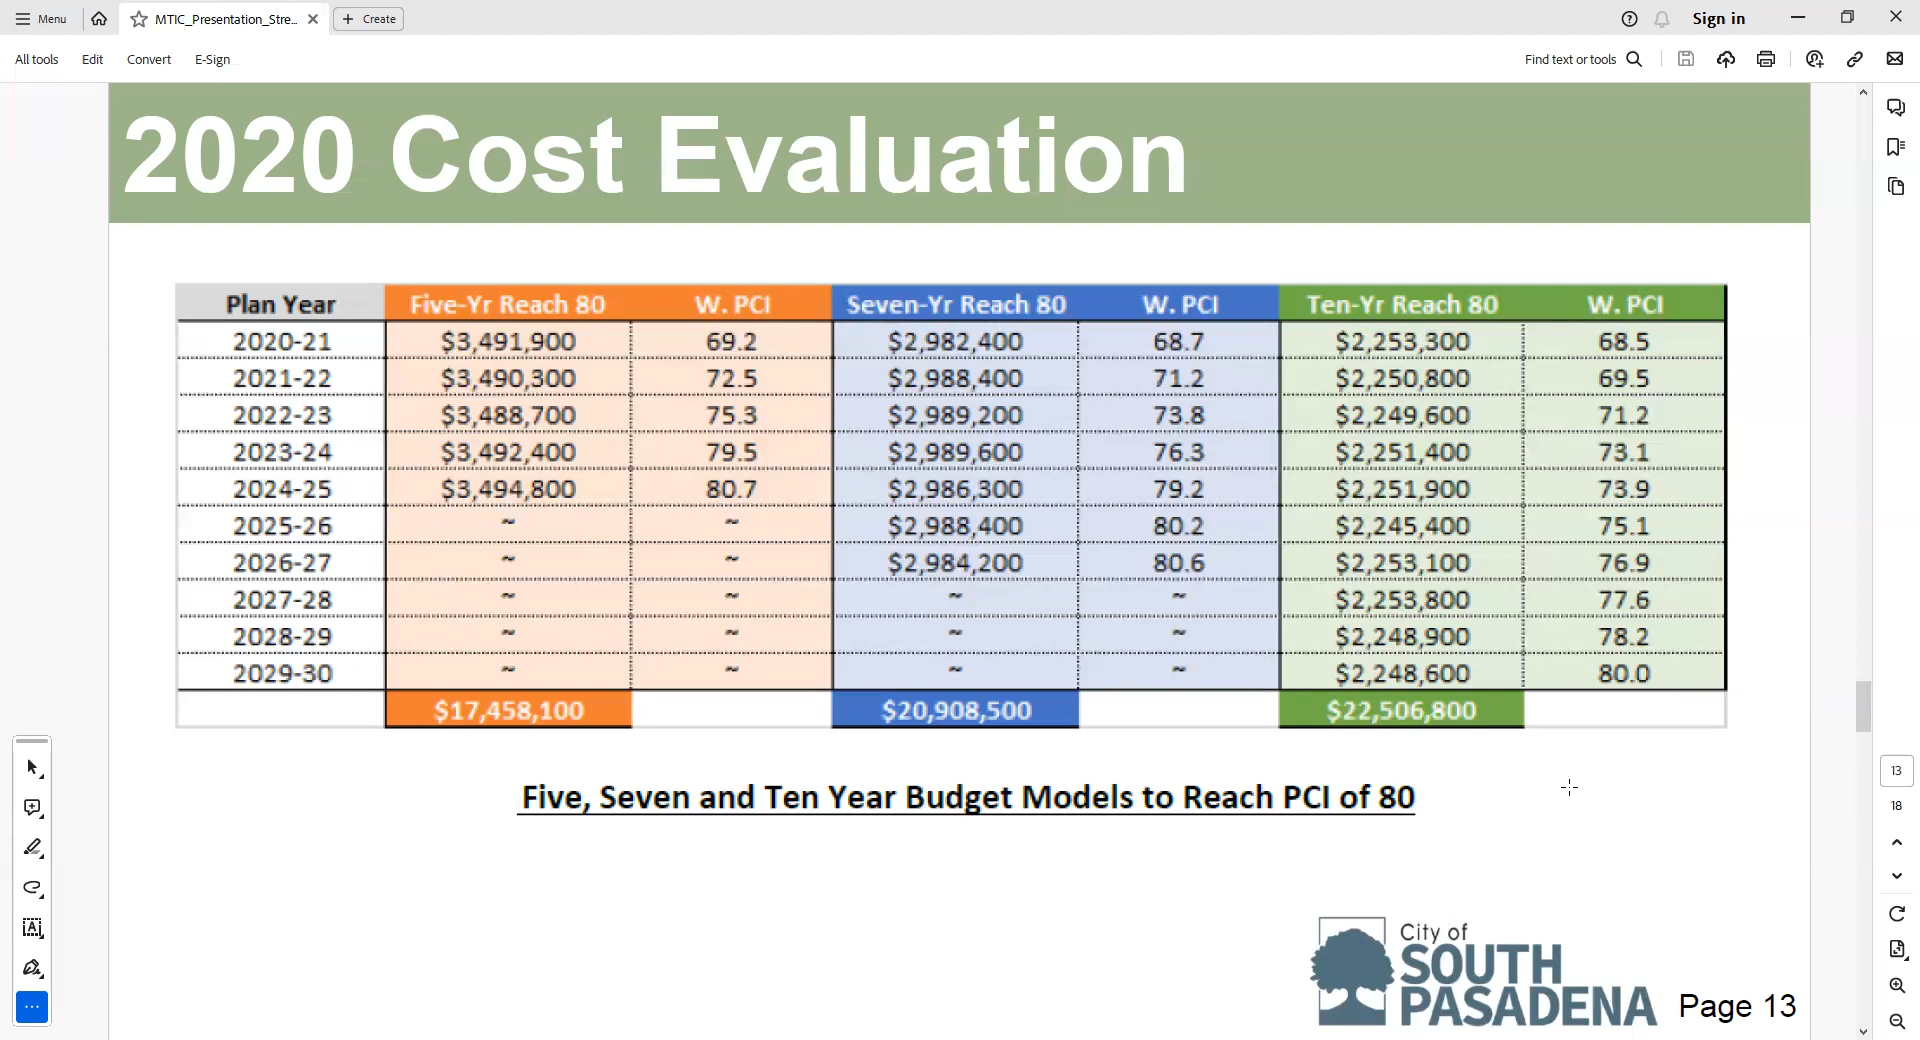 Menu
MTIC_Presentation_Stre...
Create
Sign in
All tools Edit Convert E-Sign
Find text or tools
2020 Cost Evaluation
Plan Year Five-Yr Reach 80 W. PCI Seven-Yr Reach 80 W. PCI Ten-Yr Reach 80 W. PCI
2020-21 $3,491,900 69.2 $2,982,400 68.7 $2,253,300 68.5
2021-22 $3,490,300 72.5 $2,988,400 71.2 $2,250,800 69.5
2022-23 $3,488,700 75.3 $2,989,200 73.8 $2,249,600 71.2
2023-24 $3,492,400 79.5 $2,989,600 76.3 $2,251,400 73.1
2024-25 $3,494,800 80.7 $2,986,300 79.2 $2,251,900 73.9
2025-26 ~ ~ $2,988,400 80.2 $2,245,400 75.1
2026-27 ~ ~ $2,984,200 80.6 $2,253,100 76.9
2027-28 ~ ~ ~ ~ $2,253,800 77.6
2028-29 ~ ~ ~ ~ $2,248,900 78.2
2029-30 ~ ~ ~ ~ $2,248,600 80.0
$17,458,100 $20,908,500 $22,506,800
Five, Seven and Ten Year Budget Models to Reach PCI of 80
13
18
City of
SOUTH
PASADENA
Page 13